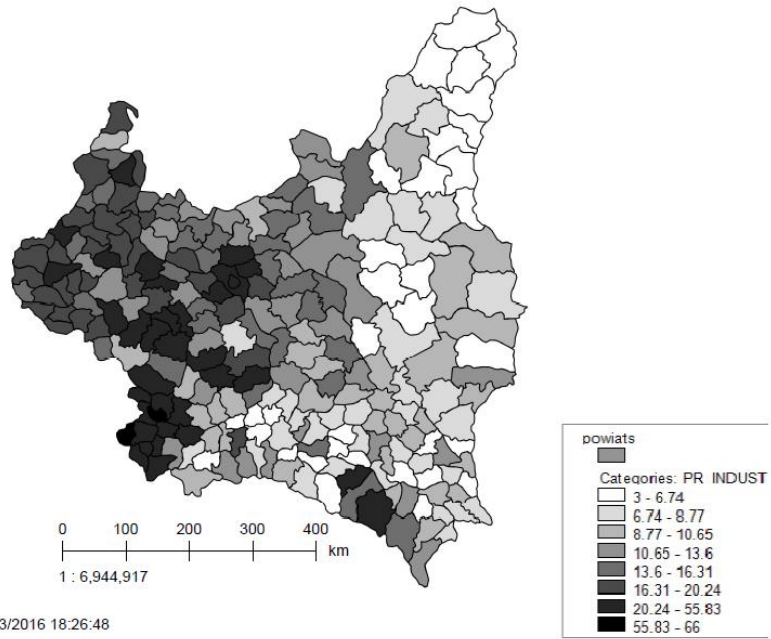 0 100 200 300 400
km
1 : 6,944,917
3/2016 18:26:48
powiats
Categories: PR_INDUST
3 - 6.74
6.74 - 8.77
8.77 - 10.65
10.65 - 13.6
13.6 - 16.31
16.31 - 20.24
20.24 - 55.83
55.83 - 66